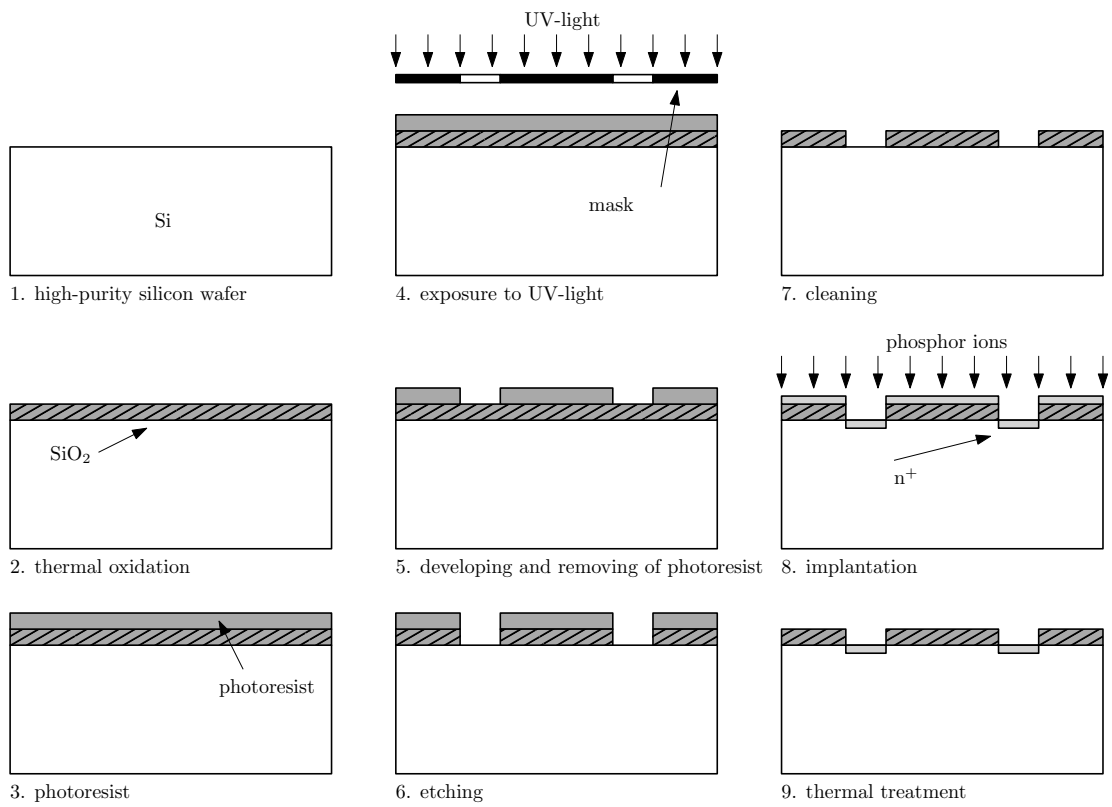 Si
1. high-purity silicon wafer
SiO₂
2. thermal oxidation
photoresist
3. photoresist
UV-light
mask
4. exposure to UV-light
5. developing and removing of photoresist
6. etching
7. cleaning
phosphor ions
n⁺
8. implantation
9. thermal treatment